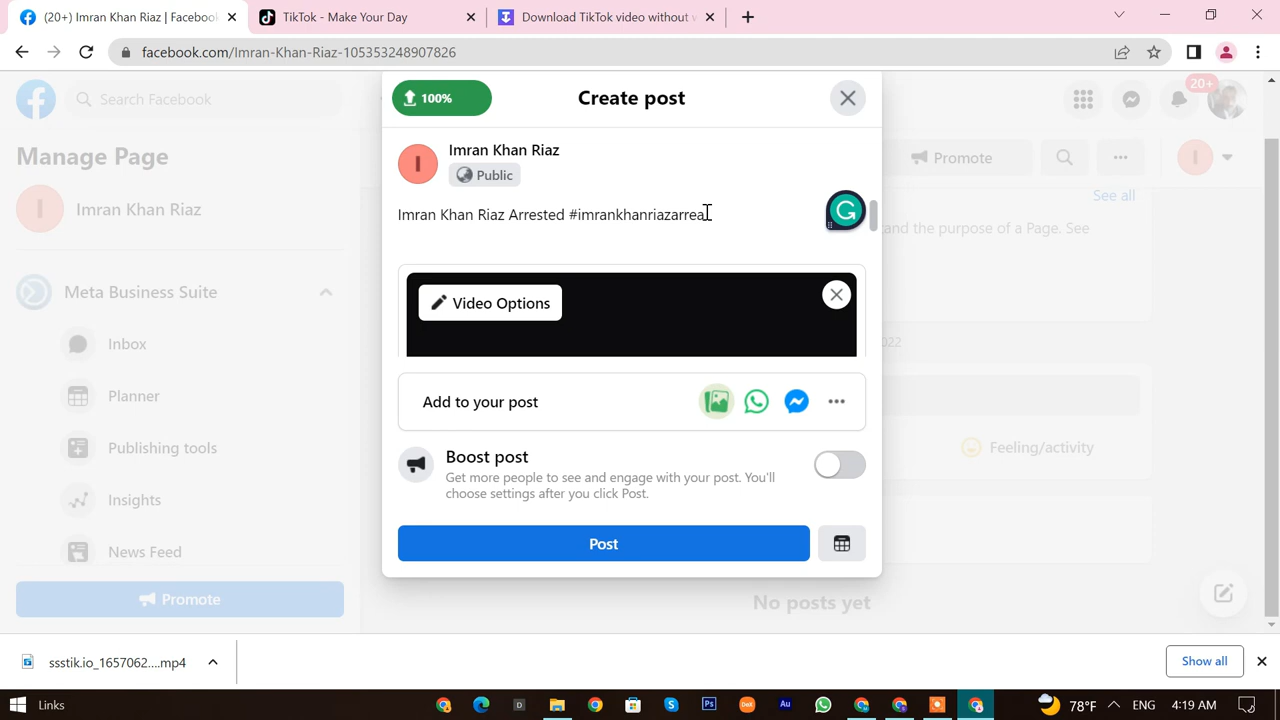 (20+) Imran Khan Riaz | Faceboo
TikTok - Make Your Day
Download TikTok video without
facebook.com/Imran-Khan-Riaz-105353248907826
Search Facebook
20+
Manage Page
Imran Khan Riaz
Meta Business Suite
Inbox
Planner
Publishing tools
Insights
News Feed
Promote
100%
Create post
I
Imran Khan Riaz
Public
Imran Khan Riaz Arrested #imrankhanriazarrea
G
Video Options
Add to your post
Boost post
Get more people to see and engage with your post. You'll
choose settings after you click Post.
Post
Promote
I
See all
and the purpose of a Page. See
022
Feeling/activity
No posts yet
ssstik.io_1657062....mp4
Show all
Links
78°F
ENG
4:19 AM